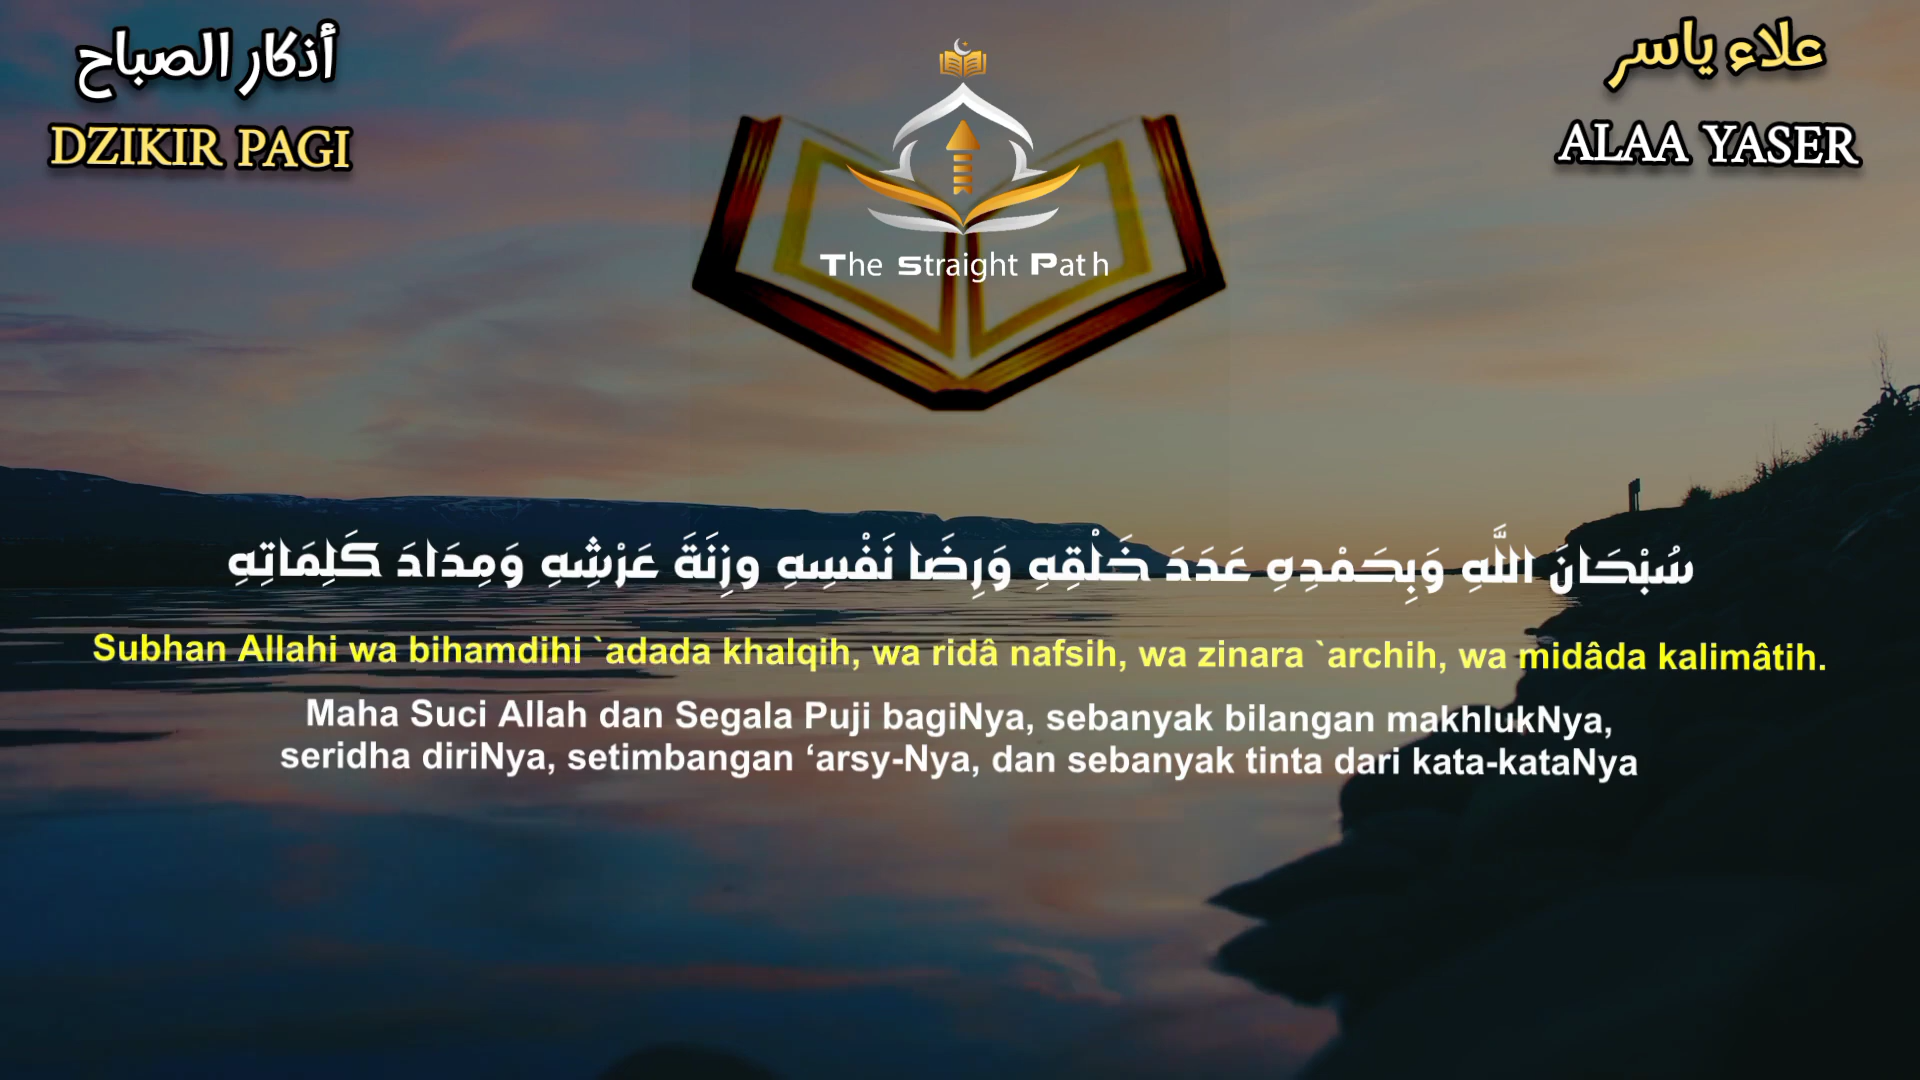 أذكار الصباح
DZIKIR PAGI
علاء ياسر
ALAA YASER
The Straight Path
سُبْحَانَ اللَّهِ وَبِحَمْدِهِ عَدَدَ خَلْقِهِ وَرِضَا نَفْسِهِ وزِنَةَ عَرْشِهِ وَمِدَادَ كَلِمَاتِهِ
Subhan Allahi wa bihamdihi `adada khalqih, wa ridâ nafsih, wa zinara `archih, wa midâda kalimâtih.
Maha Suci Allah dan Segala Puji bagiNya, sebanyak bilangan makhlukNya,
seridha diriNya, setimbangan ‘arsy-Nya, dan sebanyak tinta dari kata-kataNya